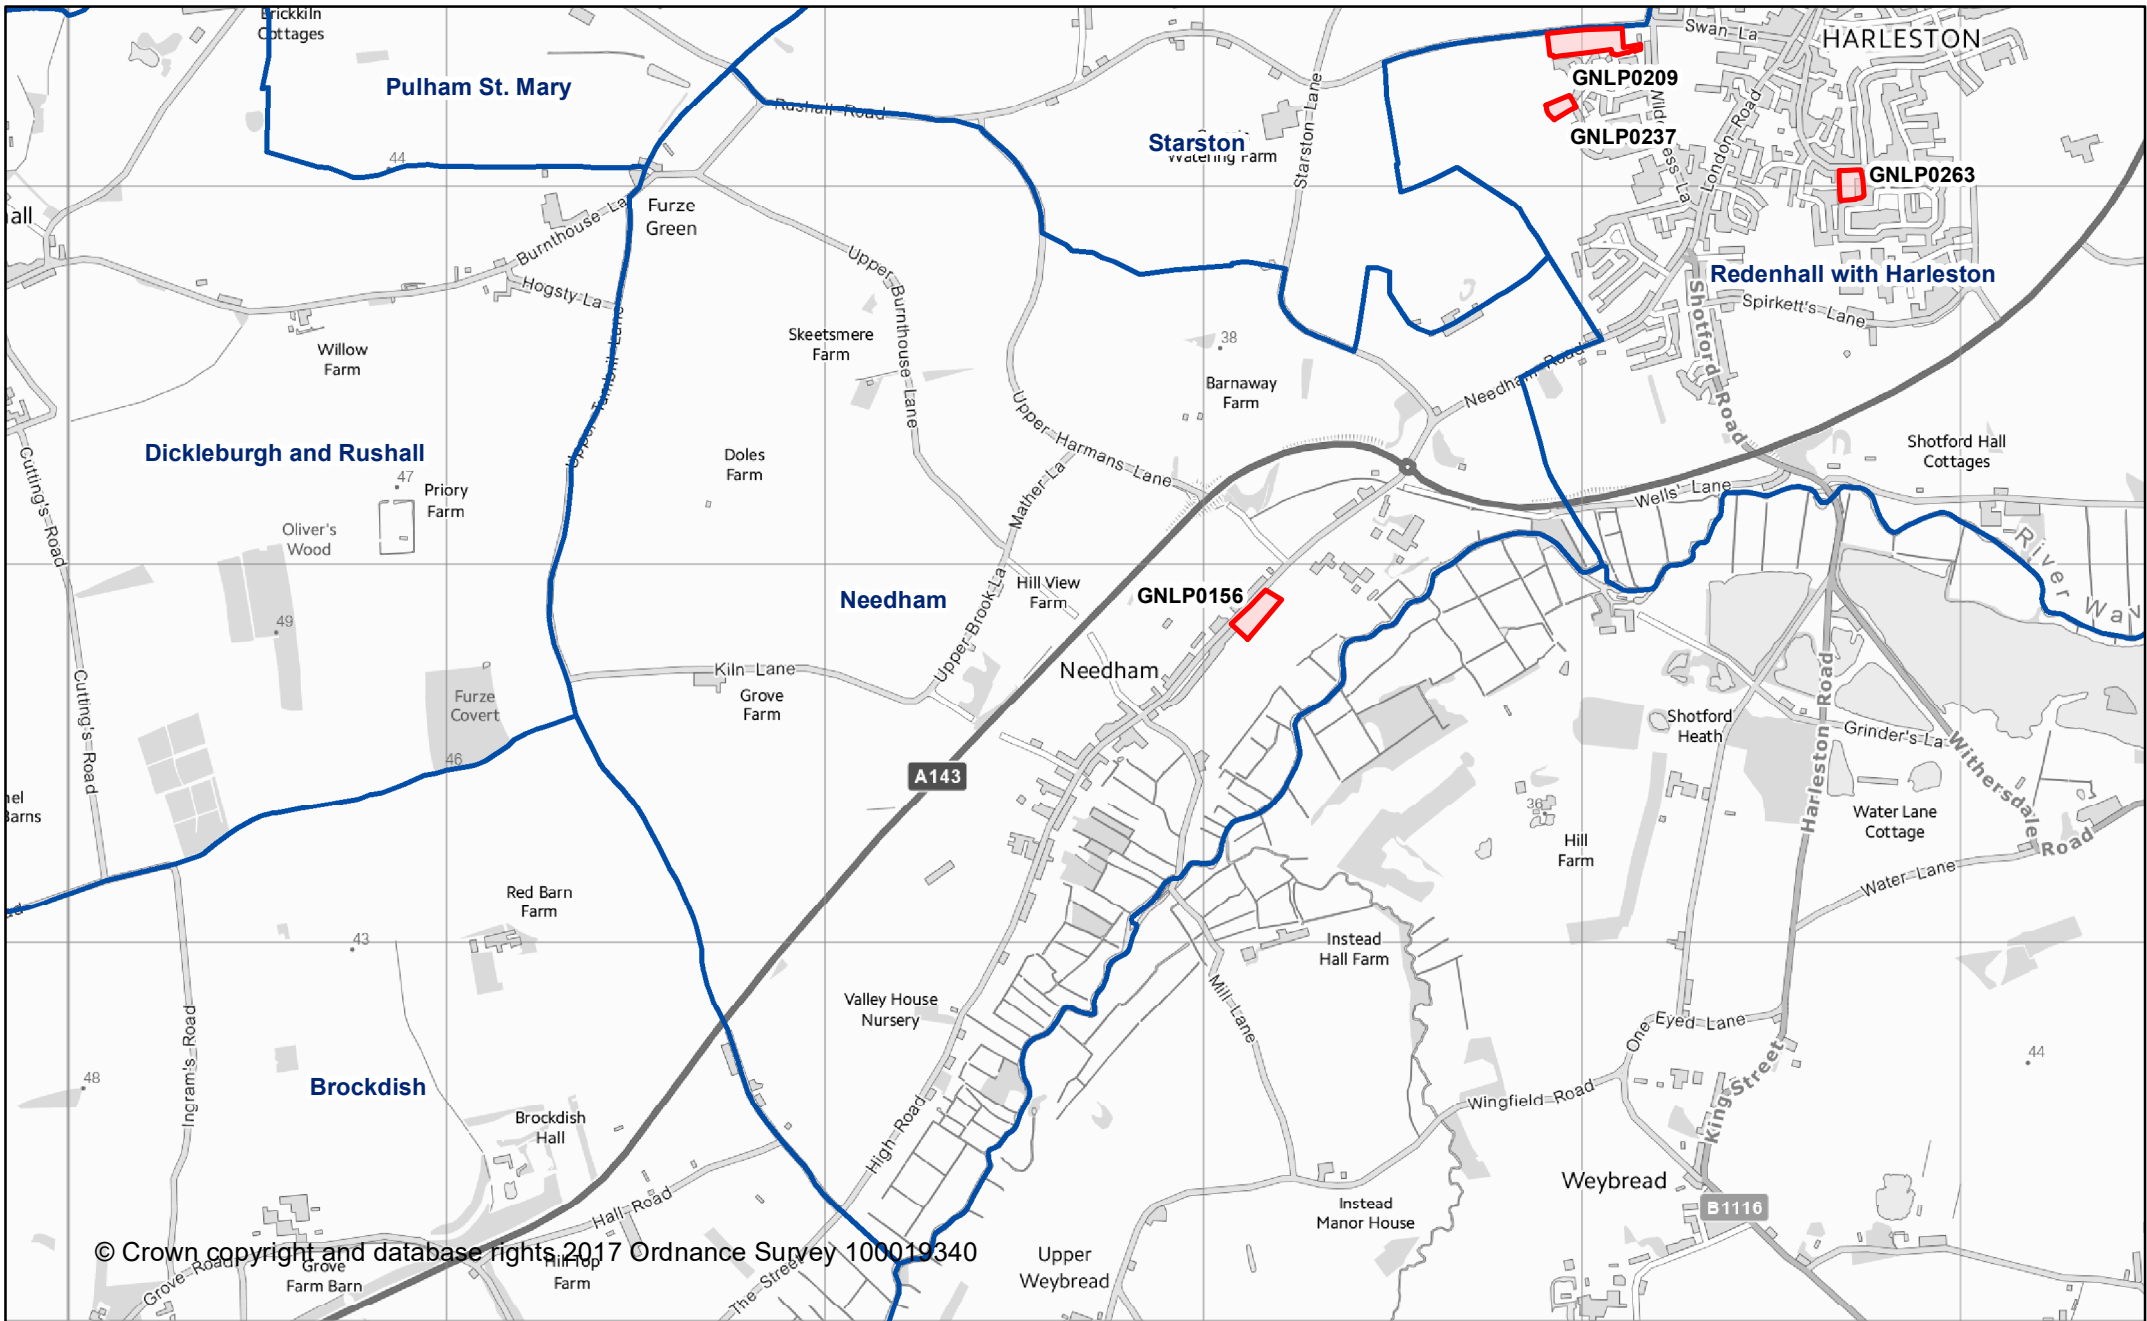 Brickkiln
Cottages
Swan La
HARLESTON
Pulham St. Mary
GNLP0209
Rushall Road
Starston Lane
London Road
Starston
Watering Farm
GNLP0237
44
GNLP0263
Furze
Green
Burnthouse La
Upper Burnthouse Lane
Redenhall with Harleston
Hogsty La
Spirkett's Lane
Shotford Road
Skeetsmere
Farm
38
Willow
Farm
Upper Tumbril Lane
Needham Road
Barnaway
Farm
Upper Harmans Lane
Dickleburgh and Rushall
Shotford Hall
Cottages
Cutting's Road
47
Priory
Farm
Doles
Farm
Mather La
Wells' Lane
Oliver's
Wood
River Wav
Needham
Hill View
Farm
GNLP0156
49
Upper Brook La
Kiln Lane
Needham
Grove
Farm
Furze
Covert
Cutting's Road
Shotford
Heath
Grinder's La
Harleston Road
Withersdale Road
46
A143
Water Lane
Cottage
36
Hill
Farm
Water Lane
Red Barn
Farm
43
Instead
Hall Farm
Mill Lane
Valley House
Nursery
Ingram's Road
One Eyed Lane
44
48
Brockdish
King Street
Wingfield Road
Brockdish
Hall
High Road
Weybread
B1116
Instead
Manor House
Hall Road
© Crown copyright and database rights 2017 Ordnance Survey 100019340
Upper
Weybread
Grove Road
Grove
Farm Barn
Hill Top
Farm
The Street